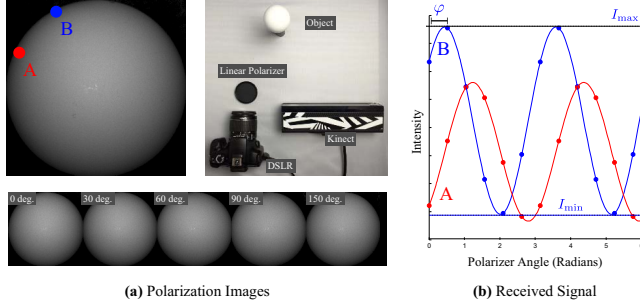 B
A
Object
Linear Polarizer
Kinect
DSLR
0 deg.
30 deg.
60 deg.
90 deg.
150 deg.
(a) Polarization Images
φ
I_max
B
A
I_min
Intensity
0 1 2 3 4 5 6
Polarizer Angle (Radians)
(b) Received Signal